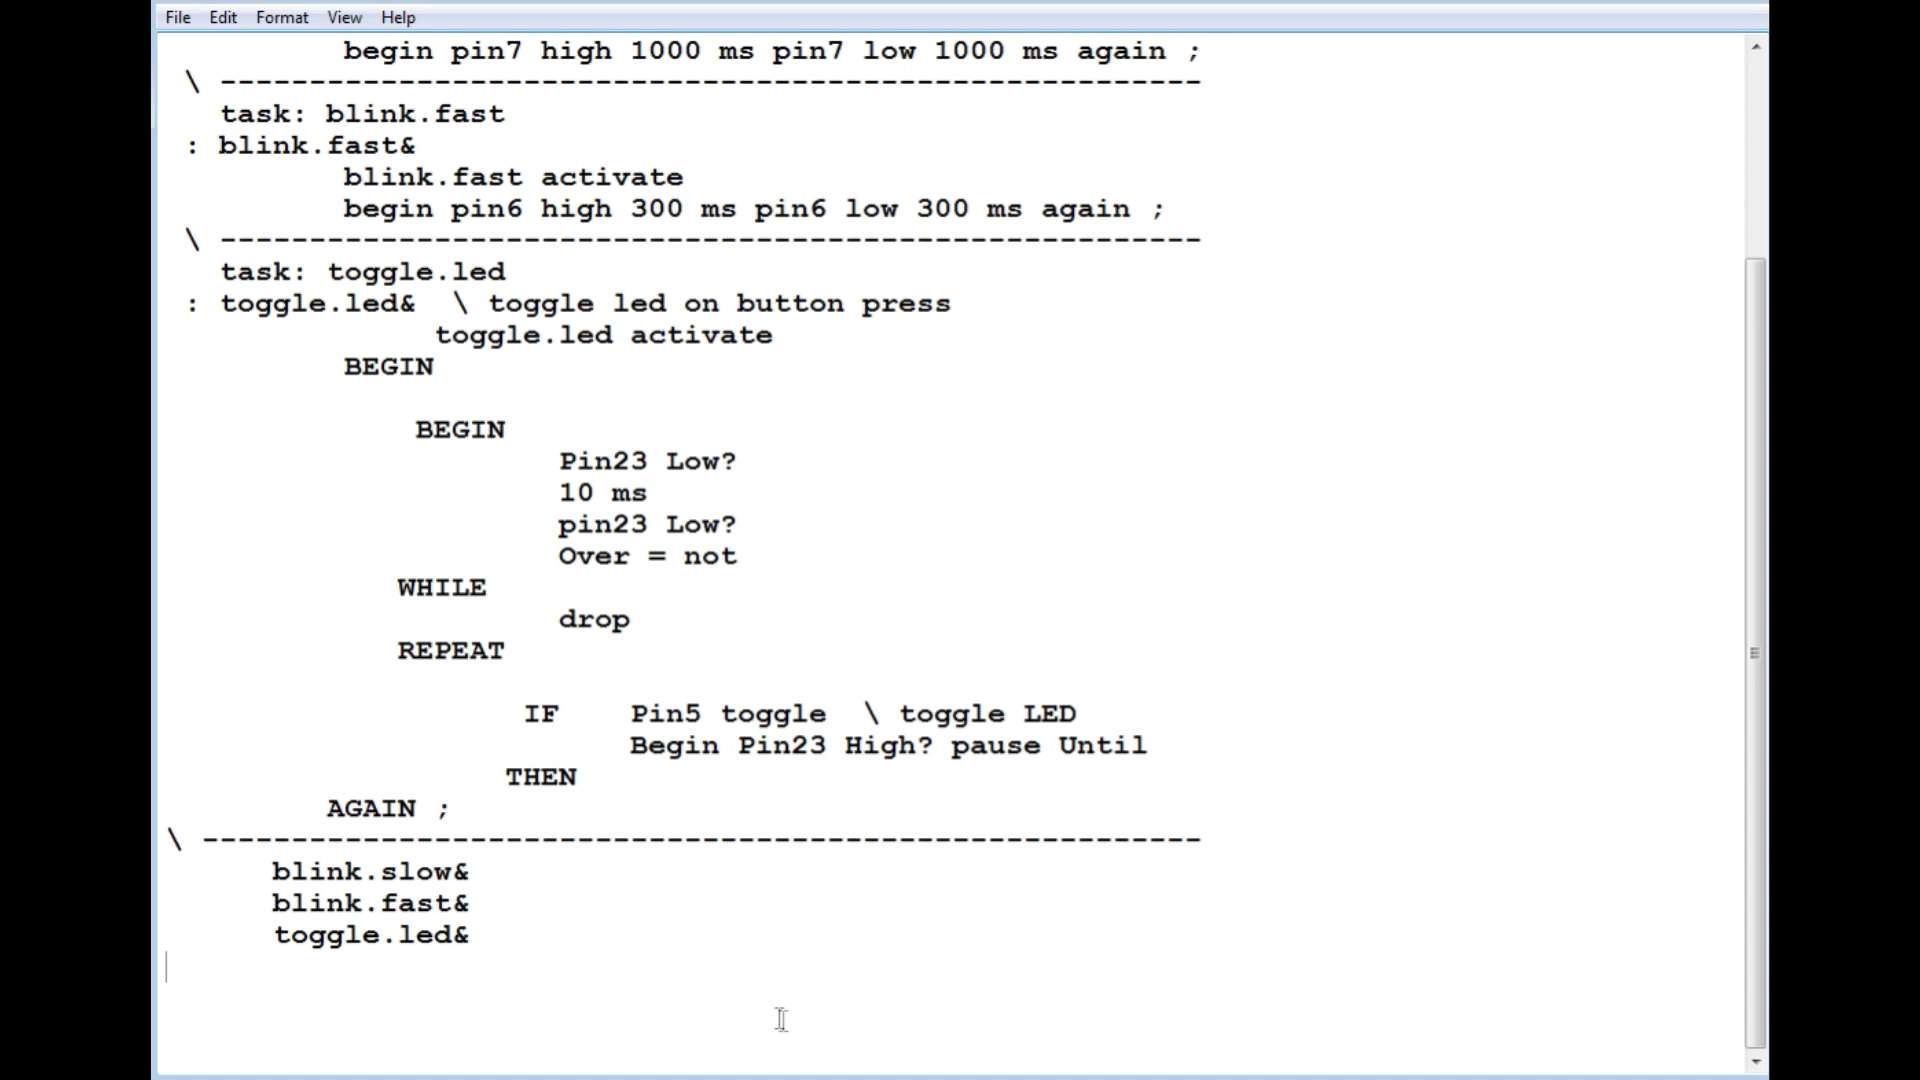 File Edit Format View Help
begin pin7 high 1000 ms pin7 low 1000 ms again ;
\ -------------------------------------------------------
task: blink.fast
: blink.fast&
blink.fast activate
begin pin6 high 300 ms pin6 low 300 ms again ;
\ -------------------------------------------------------
task: toggle.led
: toggle.led& \ toggle led on button press
toggle.led activate
BEGIN
BEGIN
Pin23 Low?
10 ms
pin23 Low?
Over = not
WHILE
drop
REPEAT
IF Pin5 toggle \ toggle LED
Begin Pin23 High? pause Until
THEN
AGAIN ;
\ --------------------------------------------------------
blink.slow&
blink.fast&
toggle.led&